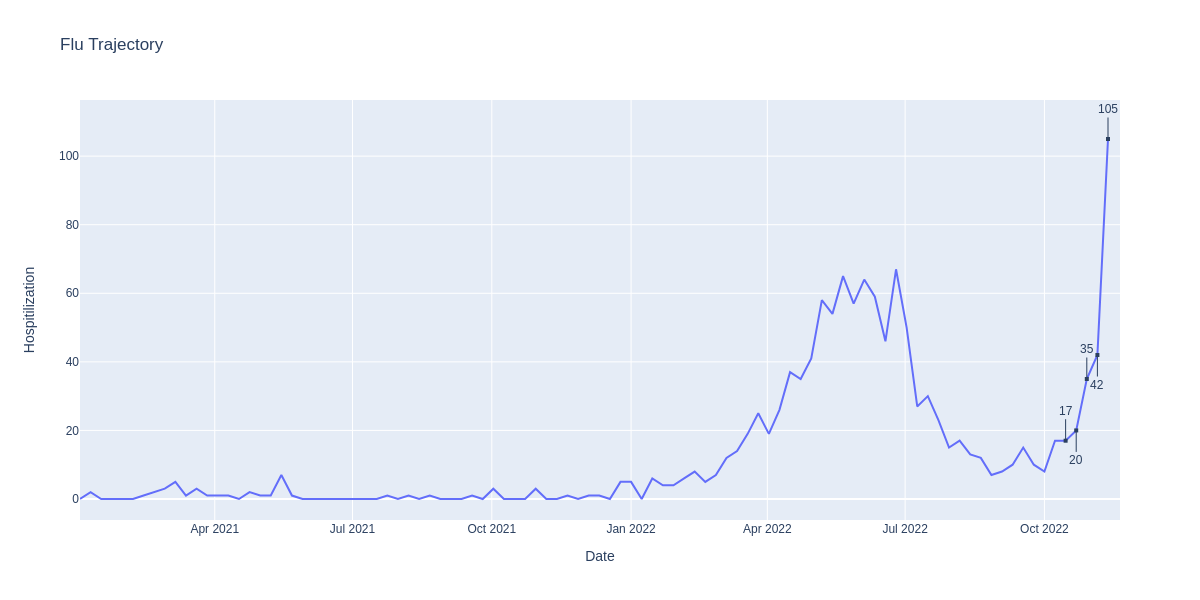 Flu Trajectory
105
100
80
60
40
20
0
35
42
17
20
Hospitilization
Apr 2021
Jul 2021
Oct 2021
Jan 2022
Apr 2022
Jul 2022
Oct 2022
Date